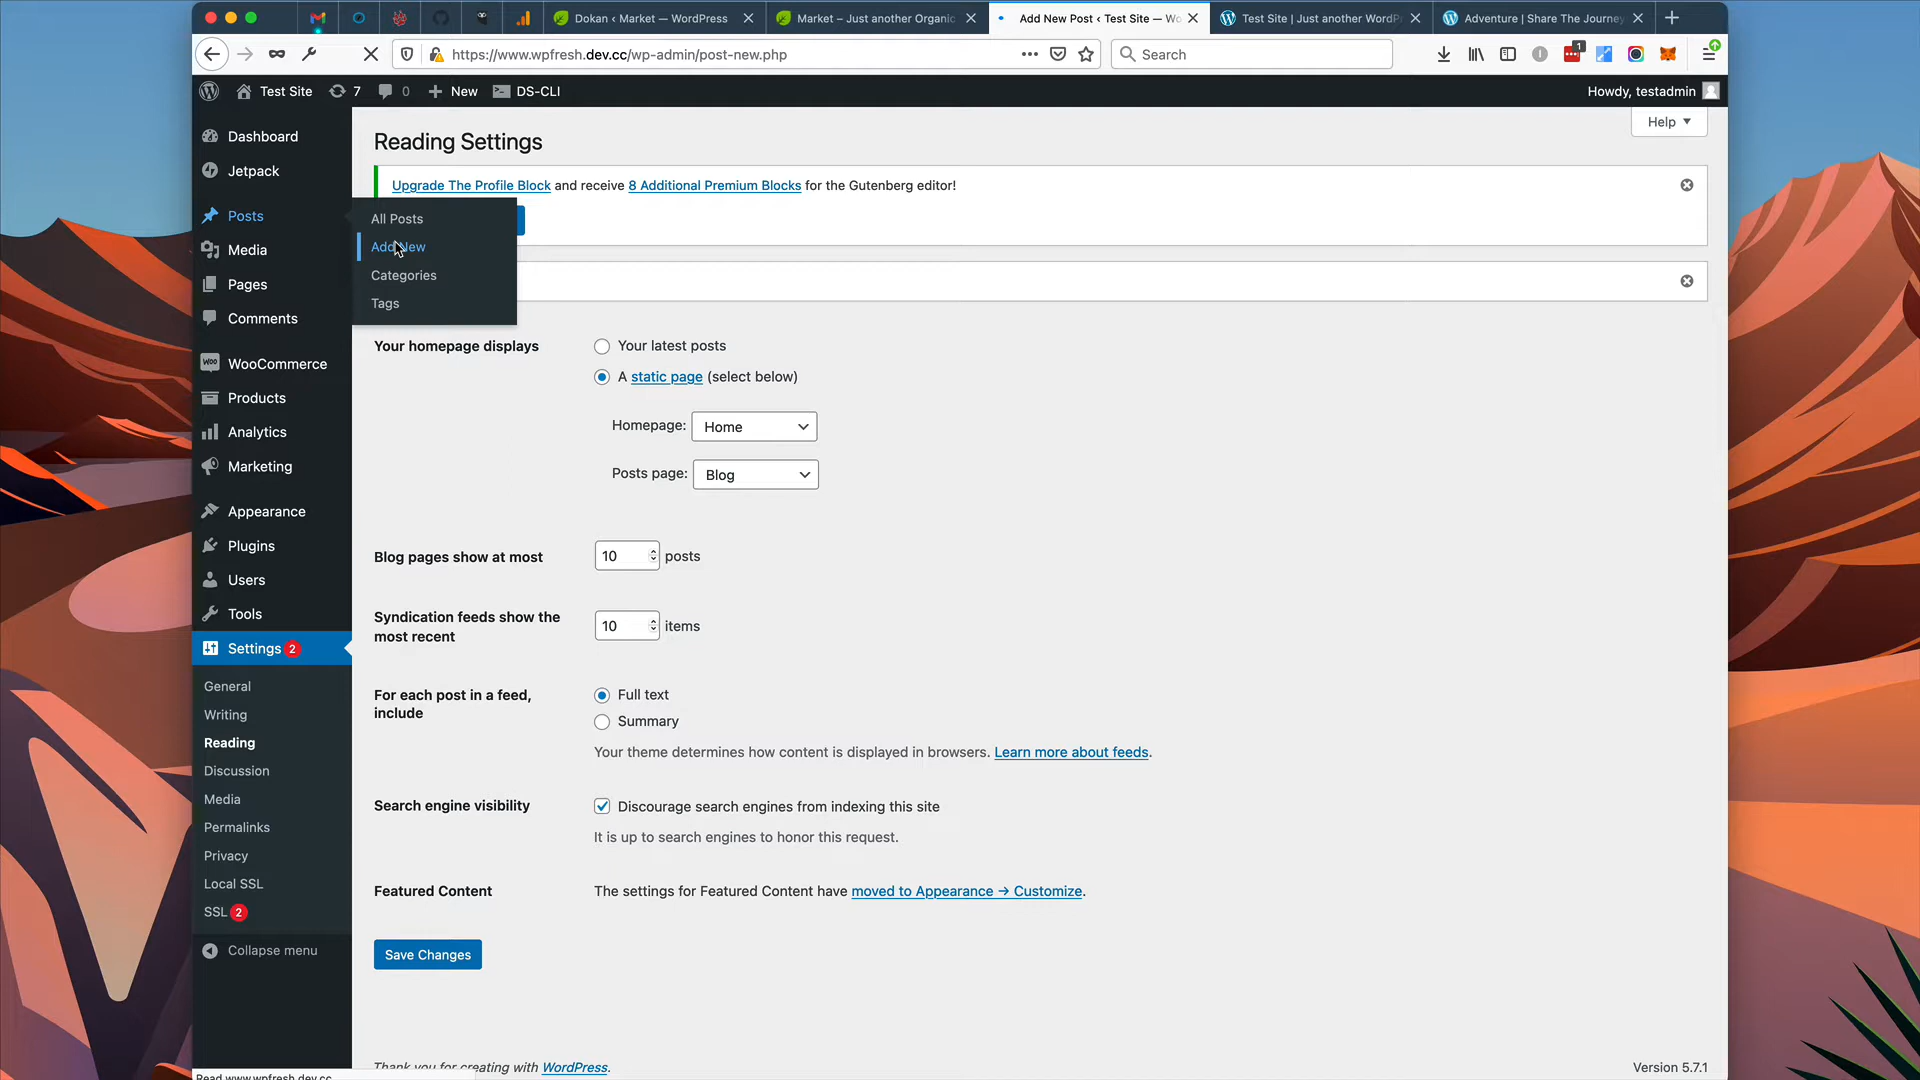 Dokan ‹ Market — WordPress
Market – Just another Organic
Add New Post ‹ Test Site — Wo
Test Site | Just another WordP
Adventure | Share The Journey
https://www.wpfresh.dev.cc/wp-admin/post-new.php
Search
1
Test Site
7
0
New
DS-CLI
Howdy, testadmin
Dashboard
Jetpack
Posts
Media
Pages
Comments
WooCommerce
Products
Analytics
Marketing
Appearance
Plugins
Users
Tools
Settings 2
General
Writing
Reading
Discussion
Media
Permalinks
Privacy
Local SSL
SSL 2
Collapse menu
All Posts
Add New
Categories
Tags
Help
Reading Settings
Upgrade The Profile Block and receive 8 Additional Premium Blocks for the Gutenberg editor!
Your homepage displays
Your latest posts
A static page (select below)
Homepage: Home
Posts page: Blog
Blog pages show at most
10 posts
Syndication feeds show the
most recent
10 items
For each post in a feed,
include
Full text
Summary
Your theme determines how content is displayed in browsers. Learn more about feeds.
Search engine visibility
Discourage search engines from indexing this site
It is up to search engines to honor this request.
Featured Content
The settings for Featured Content have moved to Appearance → Customize.
Save Changes
Thank you for creating with WordPress.
Version 5.7.1
Read www.wpfresh.dev.cc